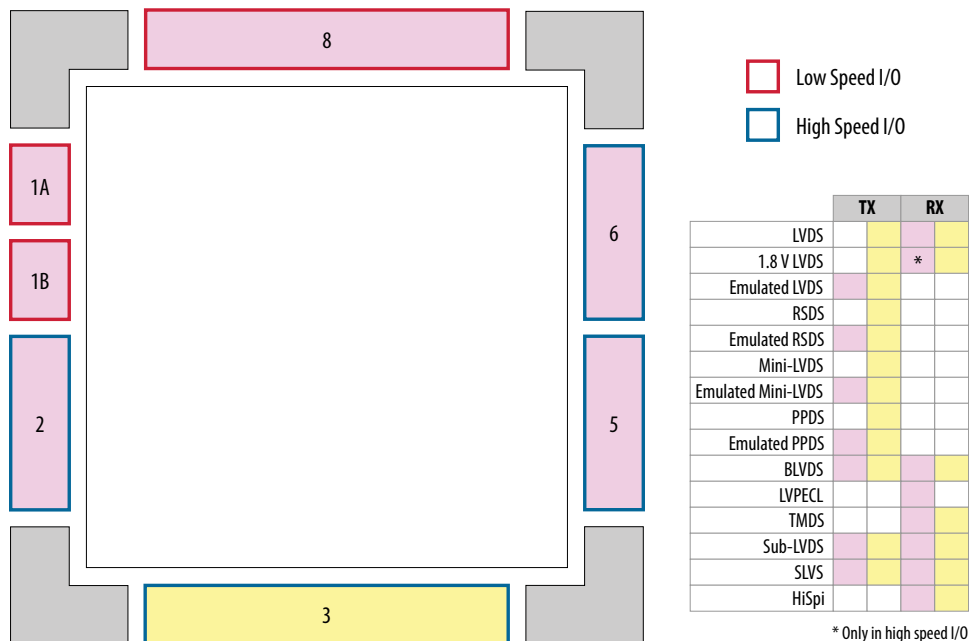 8
Low Speed I/O
High Speed I/O
1A
1B
2
6
5
3
TX RX
LVDS
1.8 V LVDS *
Emulated LVDS
RSDS
Emulated RSDS
Mini-LVDS
Emulated Mini-LVDS
PPDS
Emulated PPDS
BLVDS
LVPECL
TMDS
Sub-LVDS
SLVS
HiSpi
* Only in high speed I/O